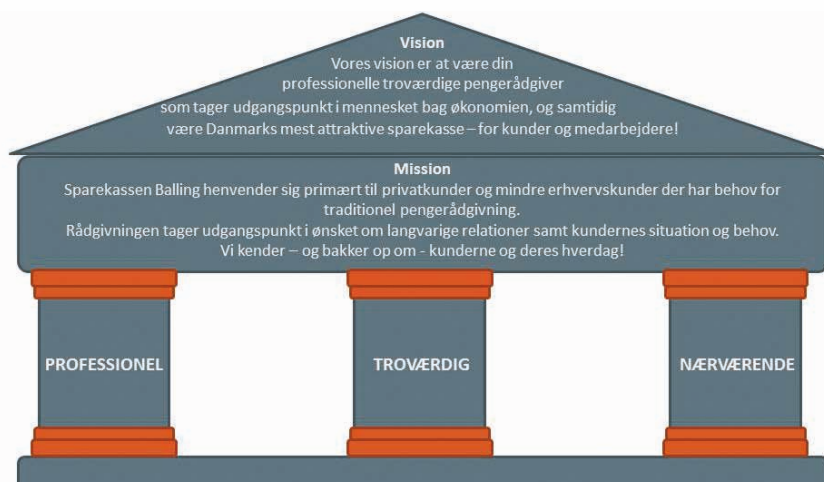 Vision
Vores vision er at være din
professionelle troværdige pengerådgiver
som tager udgangspunkt i mennesket bag økonomien, og samtidig
være Danmarks mest attraktive sparekasse – for kunder og medarbejdere!
Mission
Sparekassen Balling henvender sig primært til privatkunder og mindre erhvervskunder der har behov for
traditionel pengerådgivning.
Rådgivningen tager udgangspunkt i ønsket om langvarige relationer samt kundernes situation og behov.
Vi kender – og bakker op om - kunderne og deres hverdag!
PROFESSIONEL
TROVÆRDIG
NÆRVÆRENDE